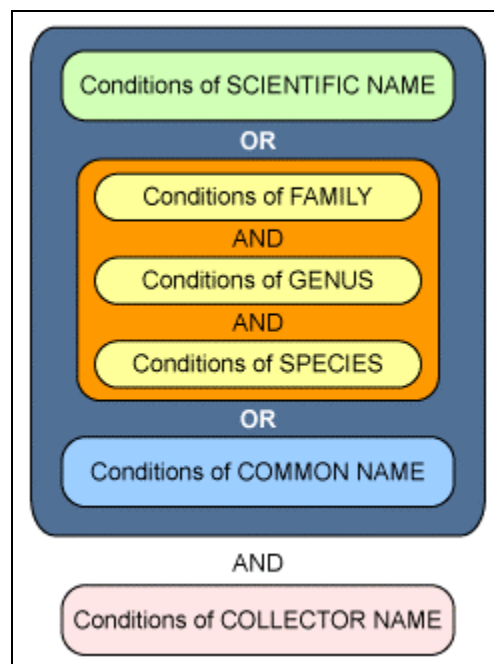 Conditions of SCIENTIFIC NAME
OR
Conditions of FAMILY
AND
Conditions of GENUS
AND
Conditions of SPECIES
OR
Conditions of COMMON NAME
AND
Conditions of COLLECTOR NAME